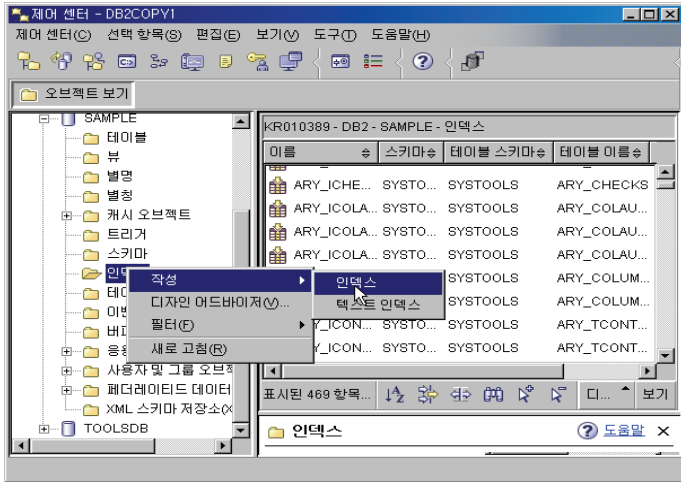 제어 센터 - DB2COPY1
제어 센터(C) 선택 항목(S) 편집(E) 보기(V) 도구(T) 도움말(H)
오브젝트 보기
SAMPLE
테이블
뷰
별명
별칭
캐시 오브젝트
트리거
스키마
사용자 및 그룹 오브젝
페더레이티드 데이터
XML 스키마 저장소(X
TOOLSDB
작성
디자인 어드바이저(V)...
필터(F)
새로 고침(R)
인덱스
텍스트 인덱스
KR010389 - DB2 - SAMPLE - 인덱스
이름 스키마 테이블 스키마 테이블 이름
ARY_ICHE... SYSTO... SYSTOOLS ARY_CHECKS
ARY_ICOLA... SYSTO... SYSTOOLS ARY_COLAU...
ARY_ICOLA... SYSTO... SYSTOOLS ARY_COLAU...
ARY_ICOLA... SYSTO... SYSTOOLS ARY_COLAU...
SYSTOOLS ARY_COLUM...
SYSTOOLS ARY_COLUM...
Y_ICON... SYSTO... SYSTOOLS ARY_TCONT...
Y_ICON... SYSTO... SYSTOOLS ARY_TCONT...
표시된 469 항목... 디... 보기
인덱스 도움말